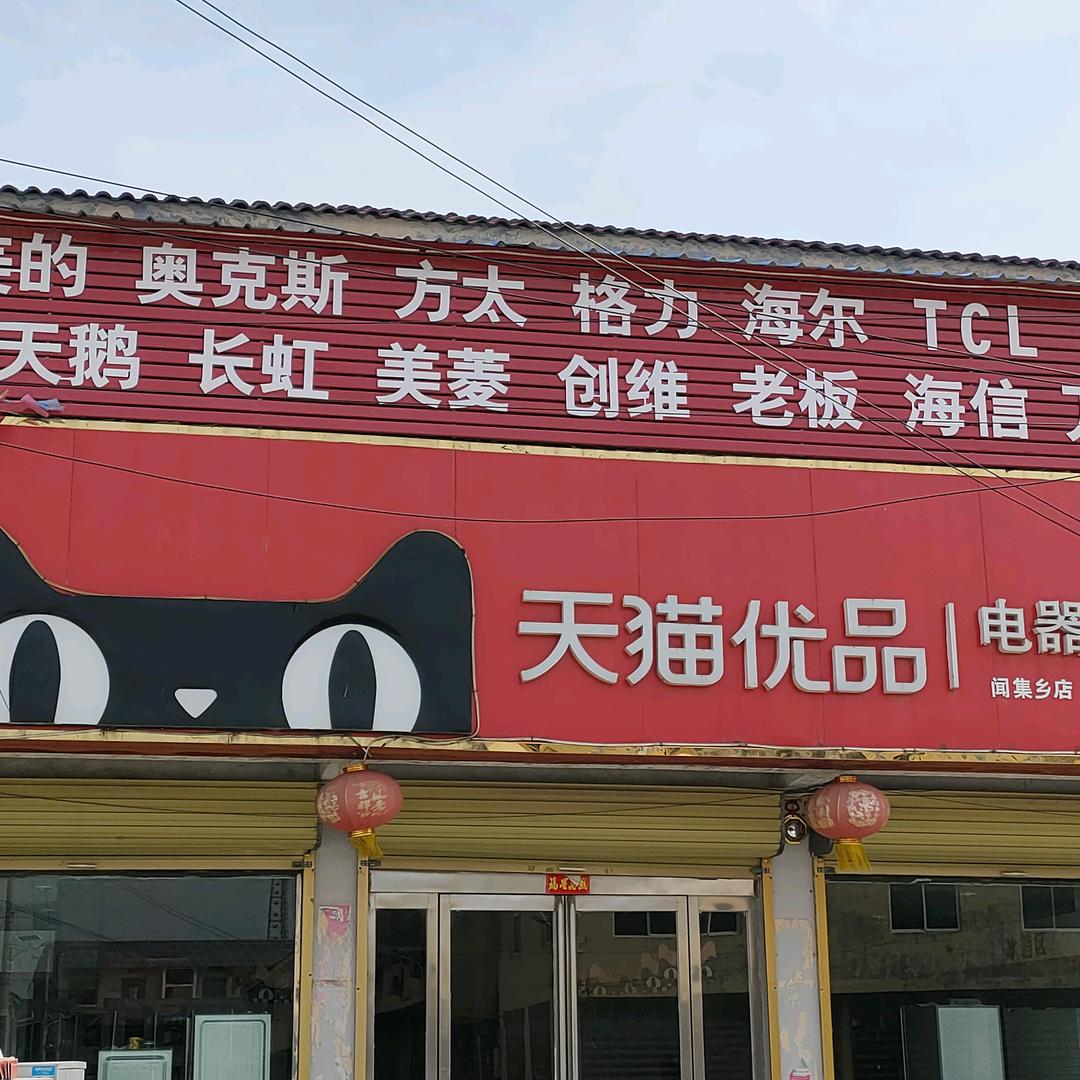 美的 奥克斯 方太 格力 海尔 TCL
天鹅 长虹 美菱 创维 老板 海信
天猫优品 | 电器
闻集乡店